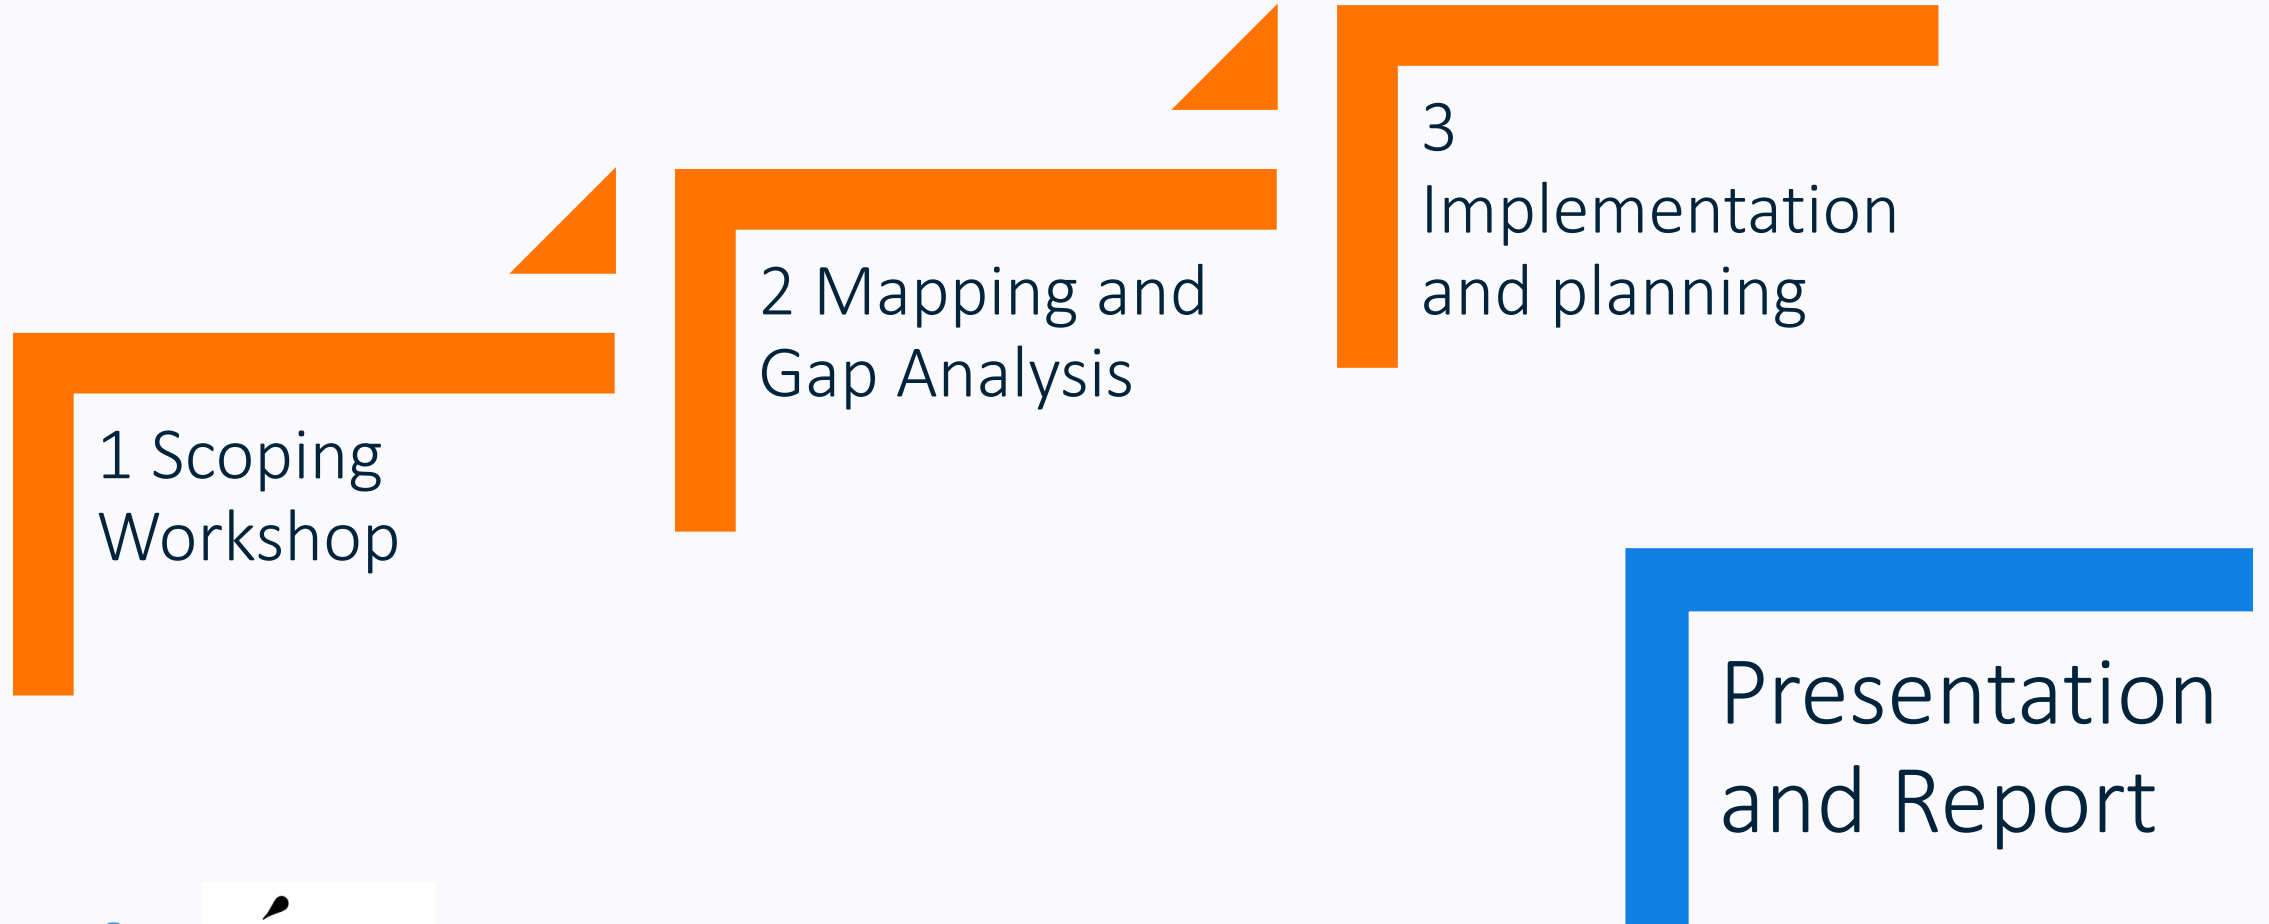 1 Scoping
Workshop
2 Mapping and
Gap Analysis
3
Implementation
and planning
Presentation
and Report